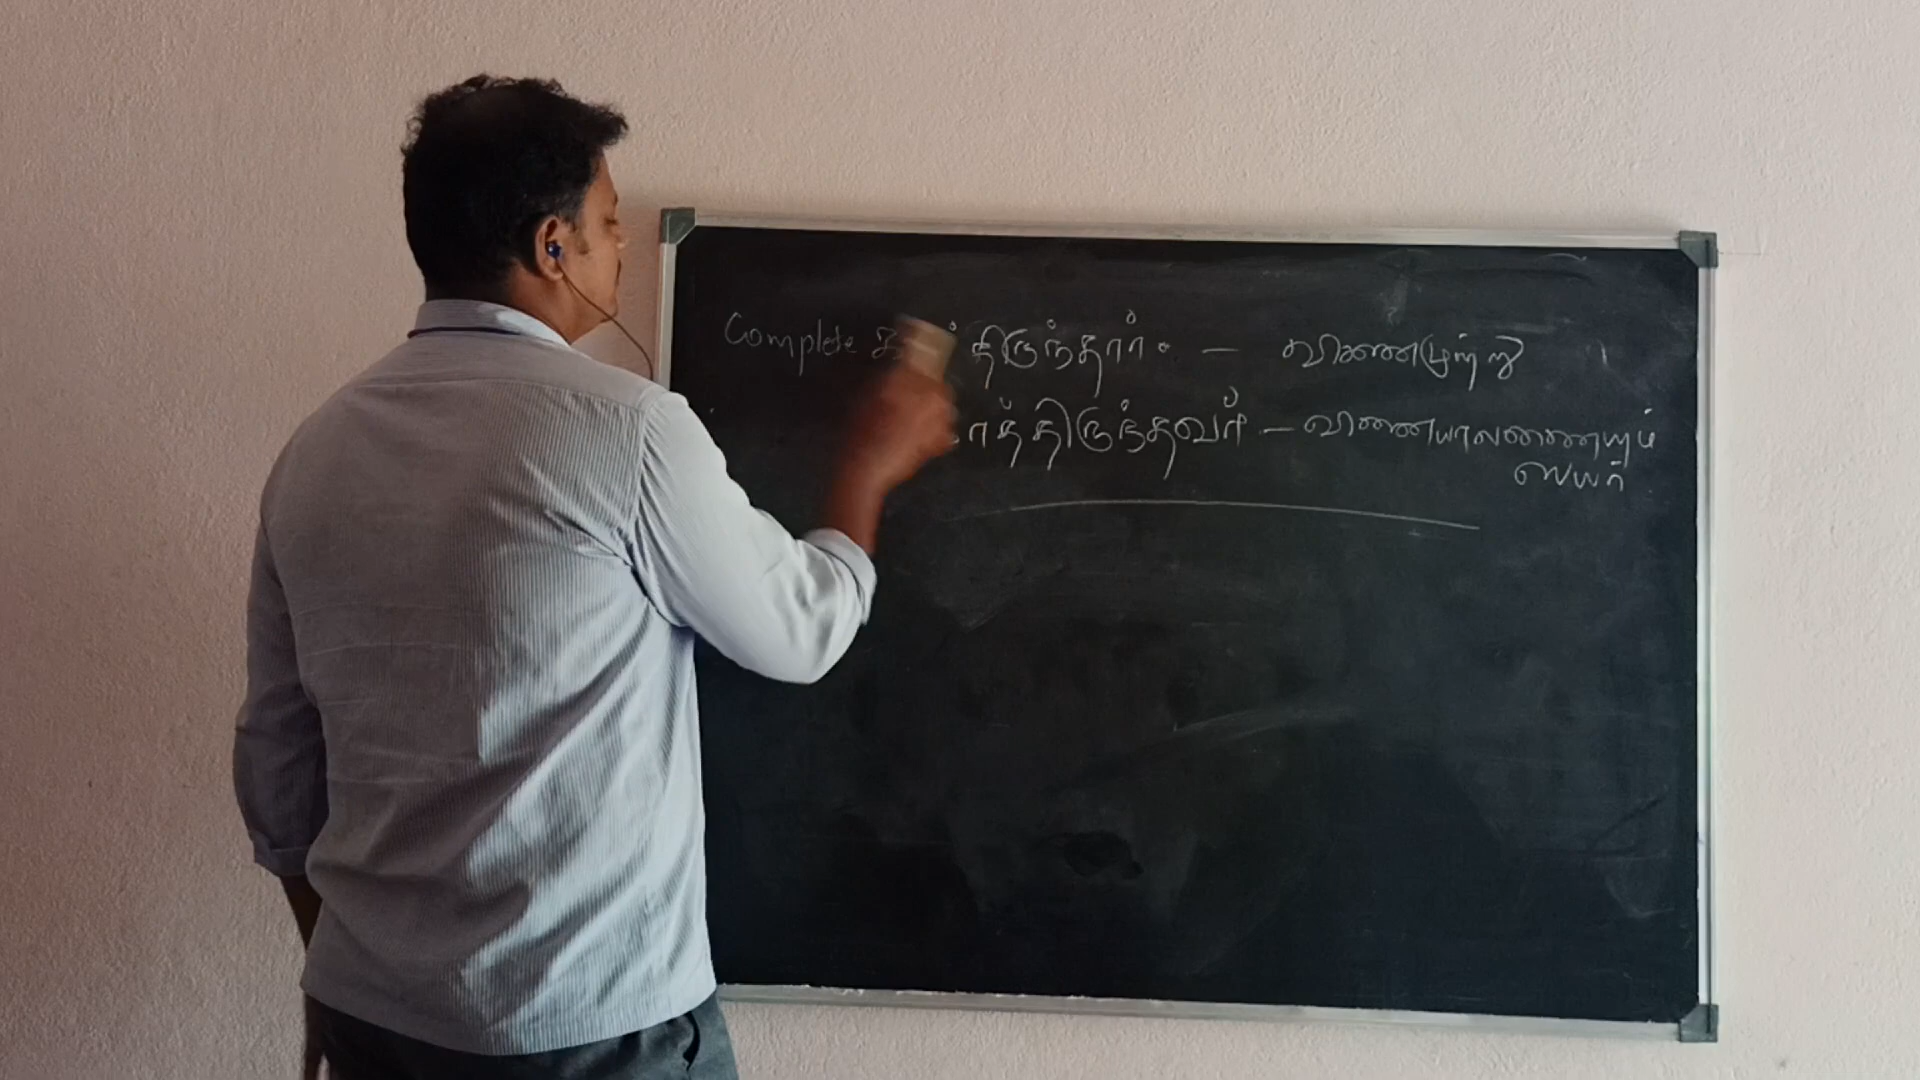 Complete காத்திருந்தார். – வினைமுற்று
காத்திருந்தவர் – வினையாலணையும்
பெயர்